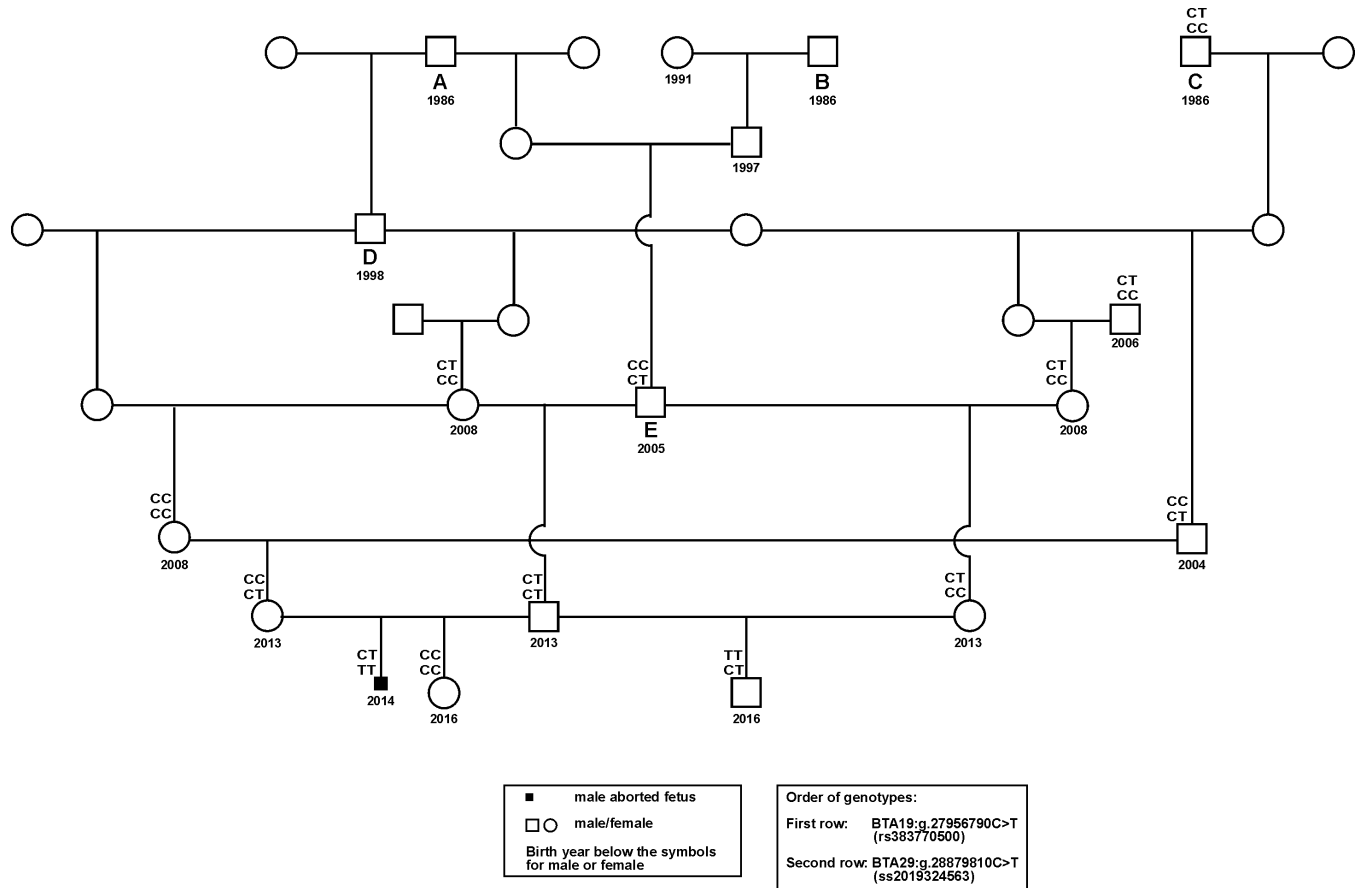 CT
CC
1991
A
1986
B
1986
C
1986
1997
D
1998
CT
CC
2006
CT
CC
2008
CC
CT
E
2005
CT
CC
2008
CC
CC
2008
CC
CT
2004
CC
CT
2013
CT
CT
2013
CT
CC
2013
CT
TT
2014
CC
CC
2016
TT
CT
2016
male aborted fetus
male/female
Birth year below the symbols
for male or female
Order of genotypes:
First row: BTA19:g.27956790C>T
(rs383770500)
Second row: BTA29:g.28879810C>T
(ss2019324563)